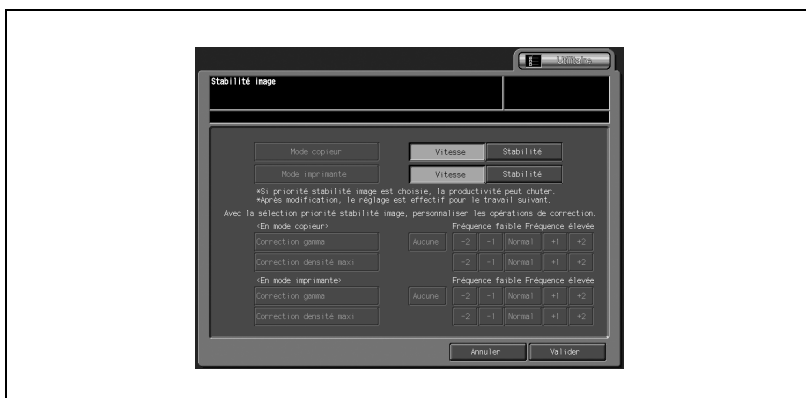 Utilitaire
Stabilité image
Mode copieur Vitesse Stabilité
Mode imprimante Vitesse Stabilité
*Si priorité stabilité image est choisie, la productivité peut chuter.
*Après modification, le réglage est effectif pour le travail suivant.
Avec la sélection priorité stabilité image, personnaliser les opérations de correction.
<En mode copieur> Fréquence faible Fréquence élevée
Correction gamma Aucune -2 -1 Normal +1 +2
Correction densité maxi -2 -1 Normal +1 +2
<En mode imprimante> Fréquence faible Fréquence élevée
Correction gamma Aucune -2 -1 Normal +1 +2
Correction densité maxi -2 -1 Normal +1 +2
Annuler Valider